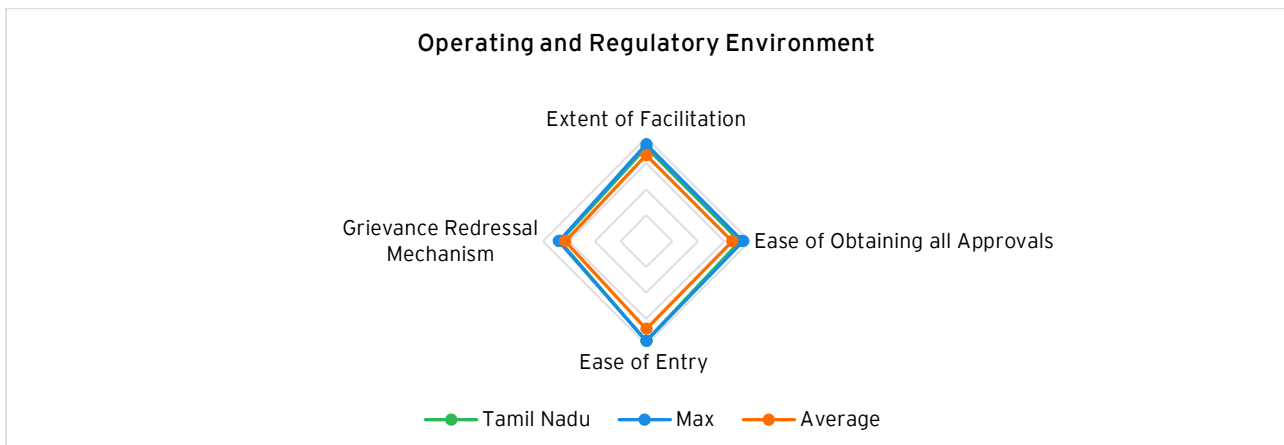 Operating and Regulatory Environment
Extent of Facilitation
Grievance Redressal
Mechanism
Ease of Obtaining all Approvals
Ease of Entry
Tamil Nadu
Max
Average